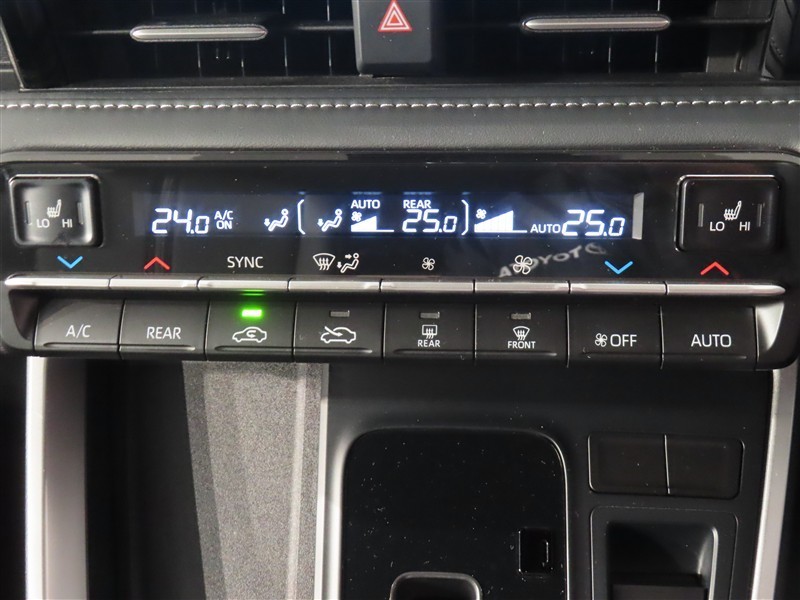 AUTO REAR
24.0 A/C ON 25.0 AUTO 25.0
LO HI LO HI
SYNC
A/C REAR OFF AUTO
REAR FRONT